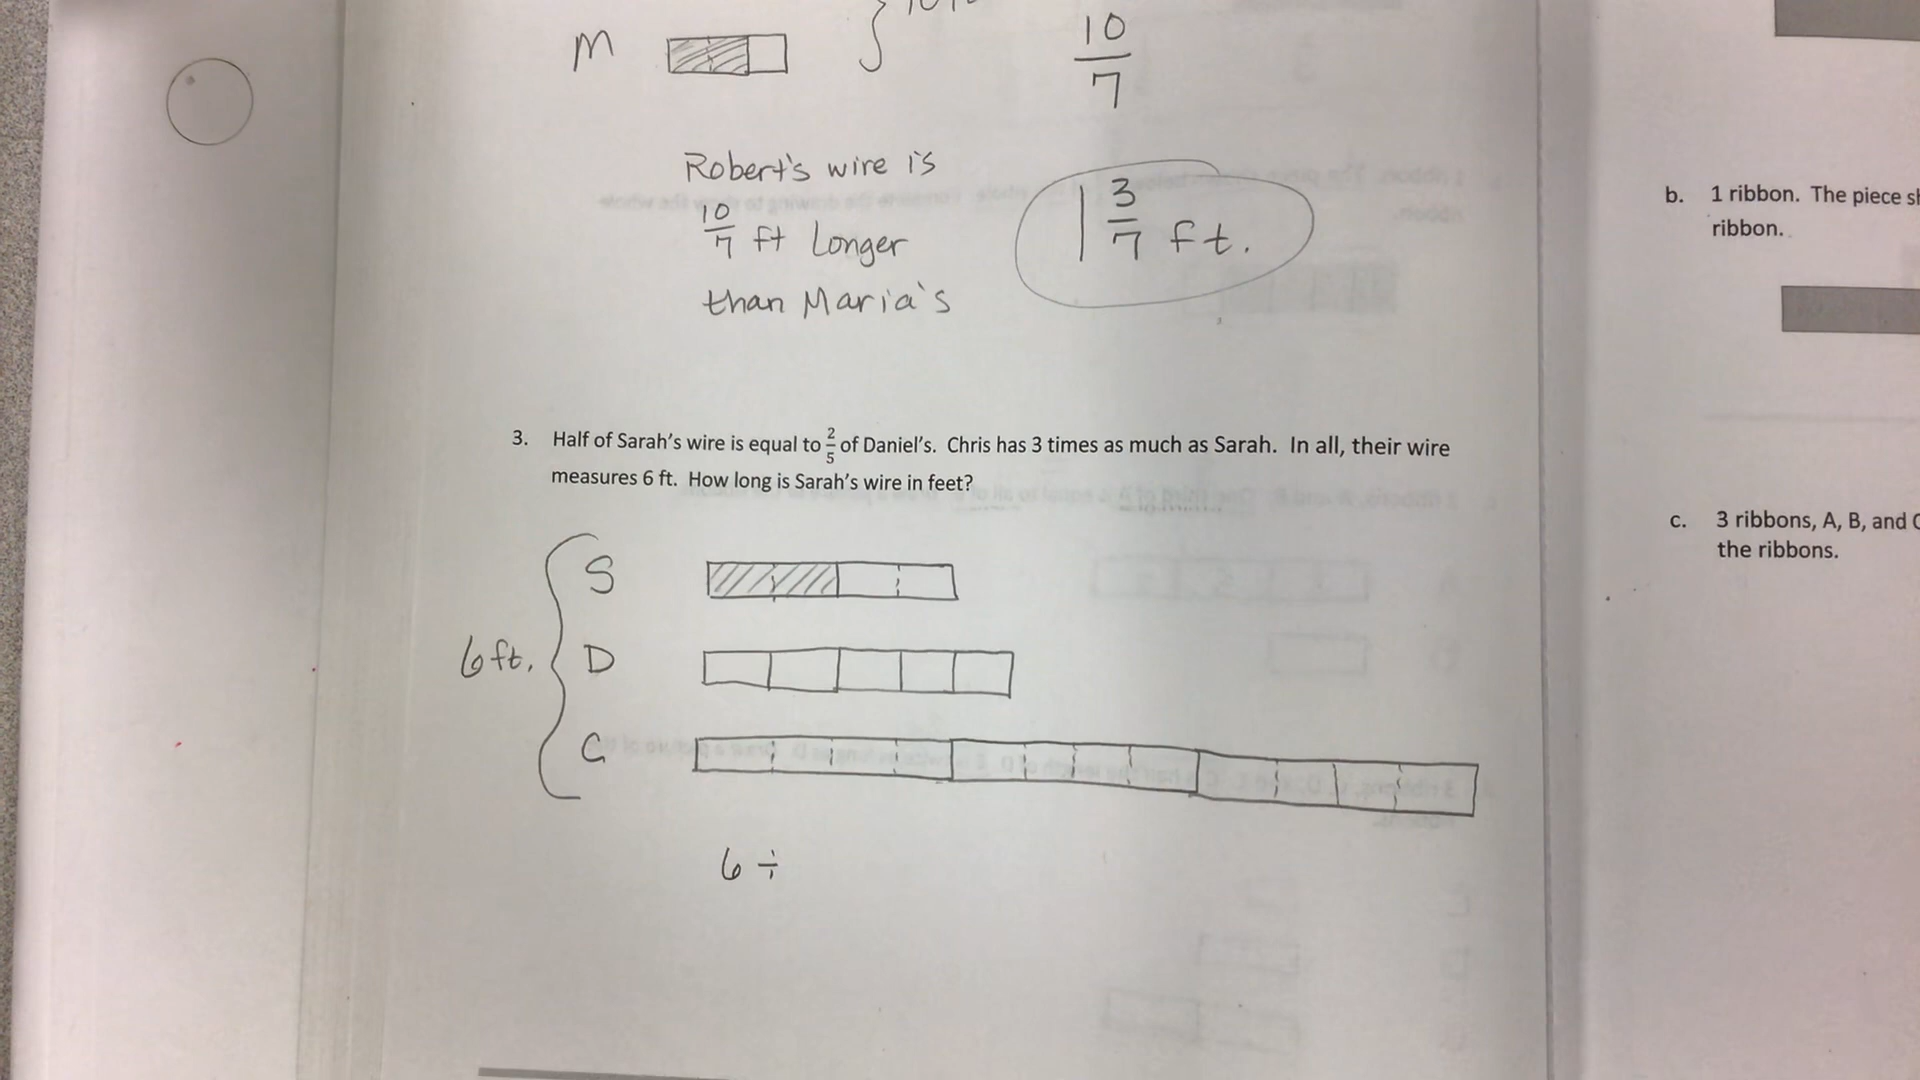 M
10
7
Robert's wire is
10/7 ft Longer
than Maria's
1 3/7 ft.
3. Half of Sarah's wire is equal to 2/5 of Daniel's. Chris has 3 times as much as Sarah. In all, their wire
measures 6 ft. How long is Sarah's wire in feet?
6 ft.
S
D
C
6 ÷
b. 1 ribbon. The piece
ribbon.
c. 3 ribbons, A, B, and
the ribbons.